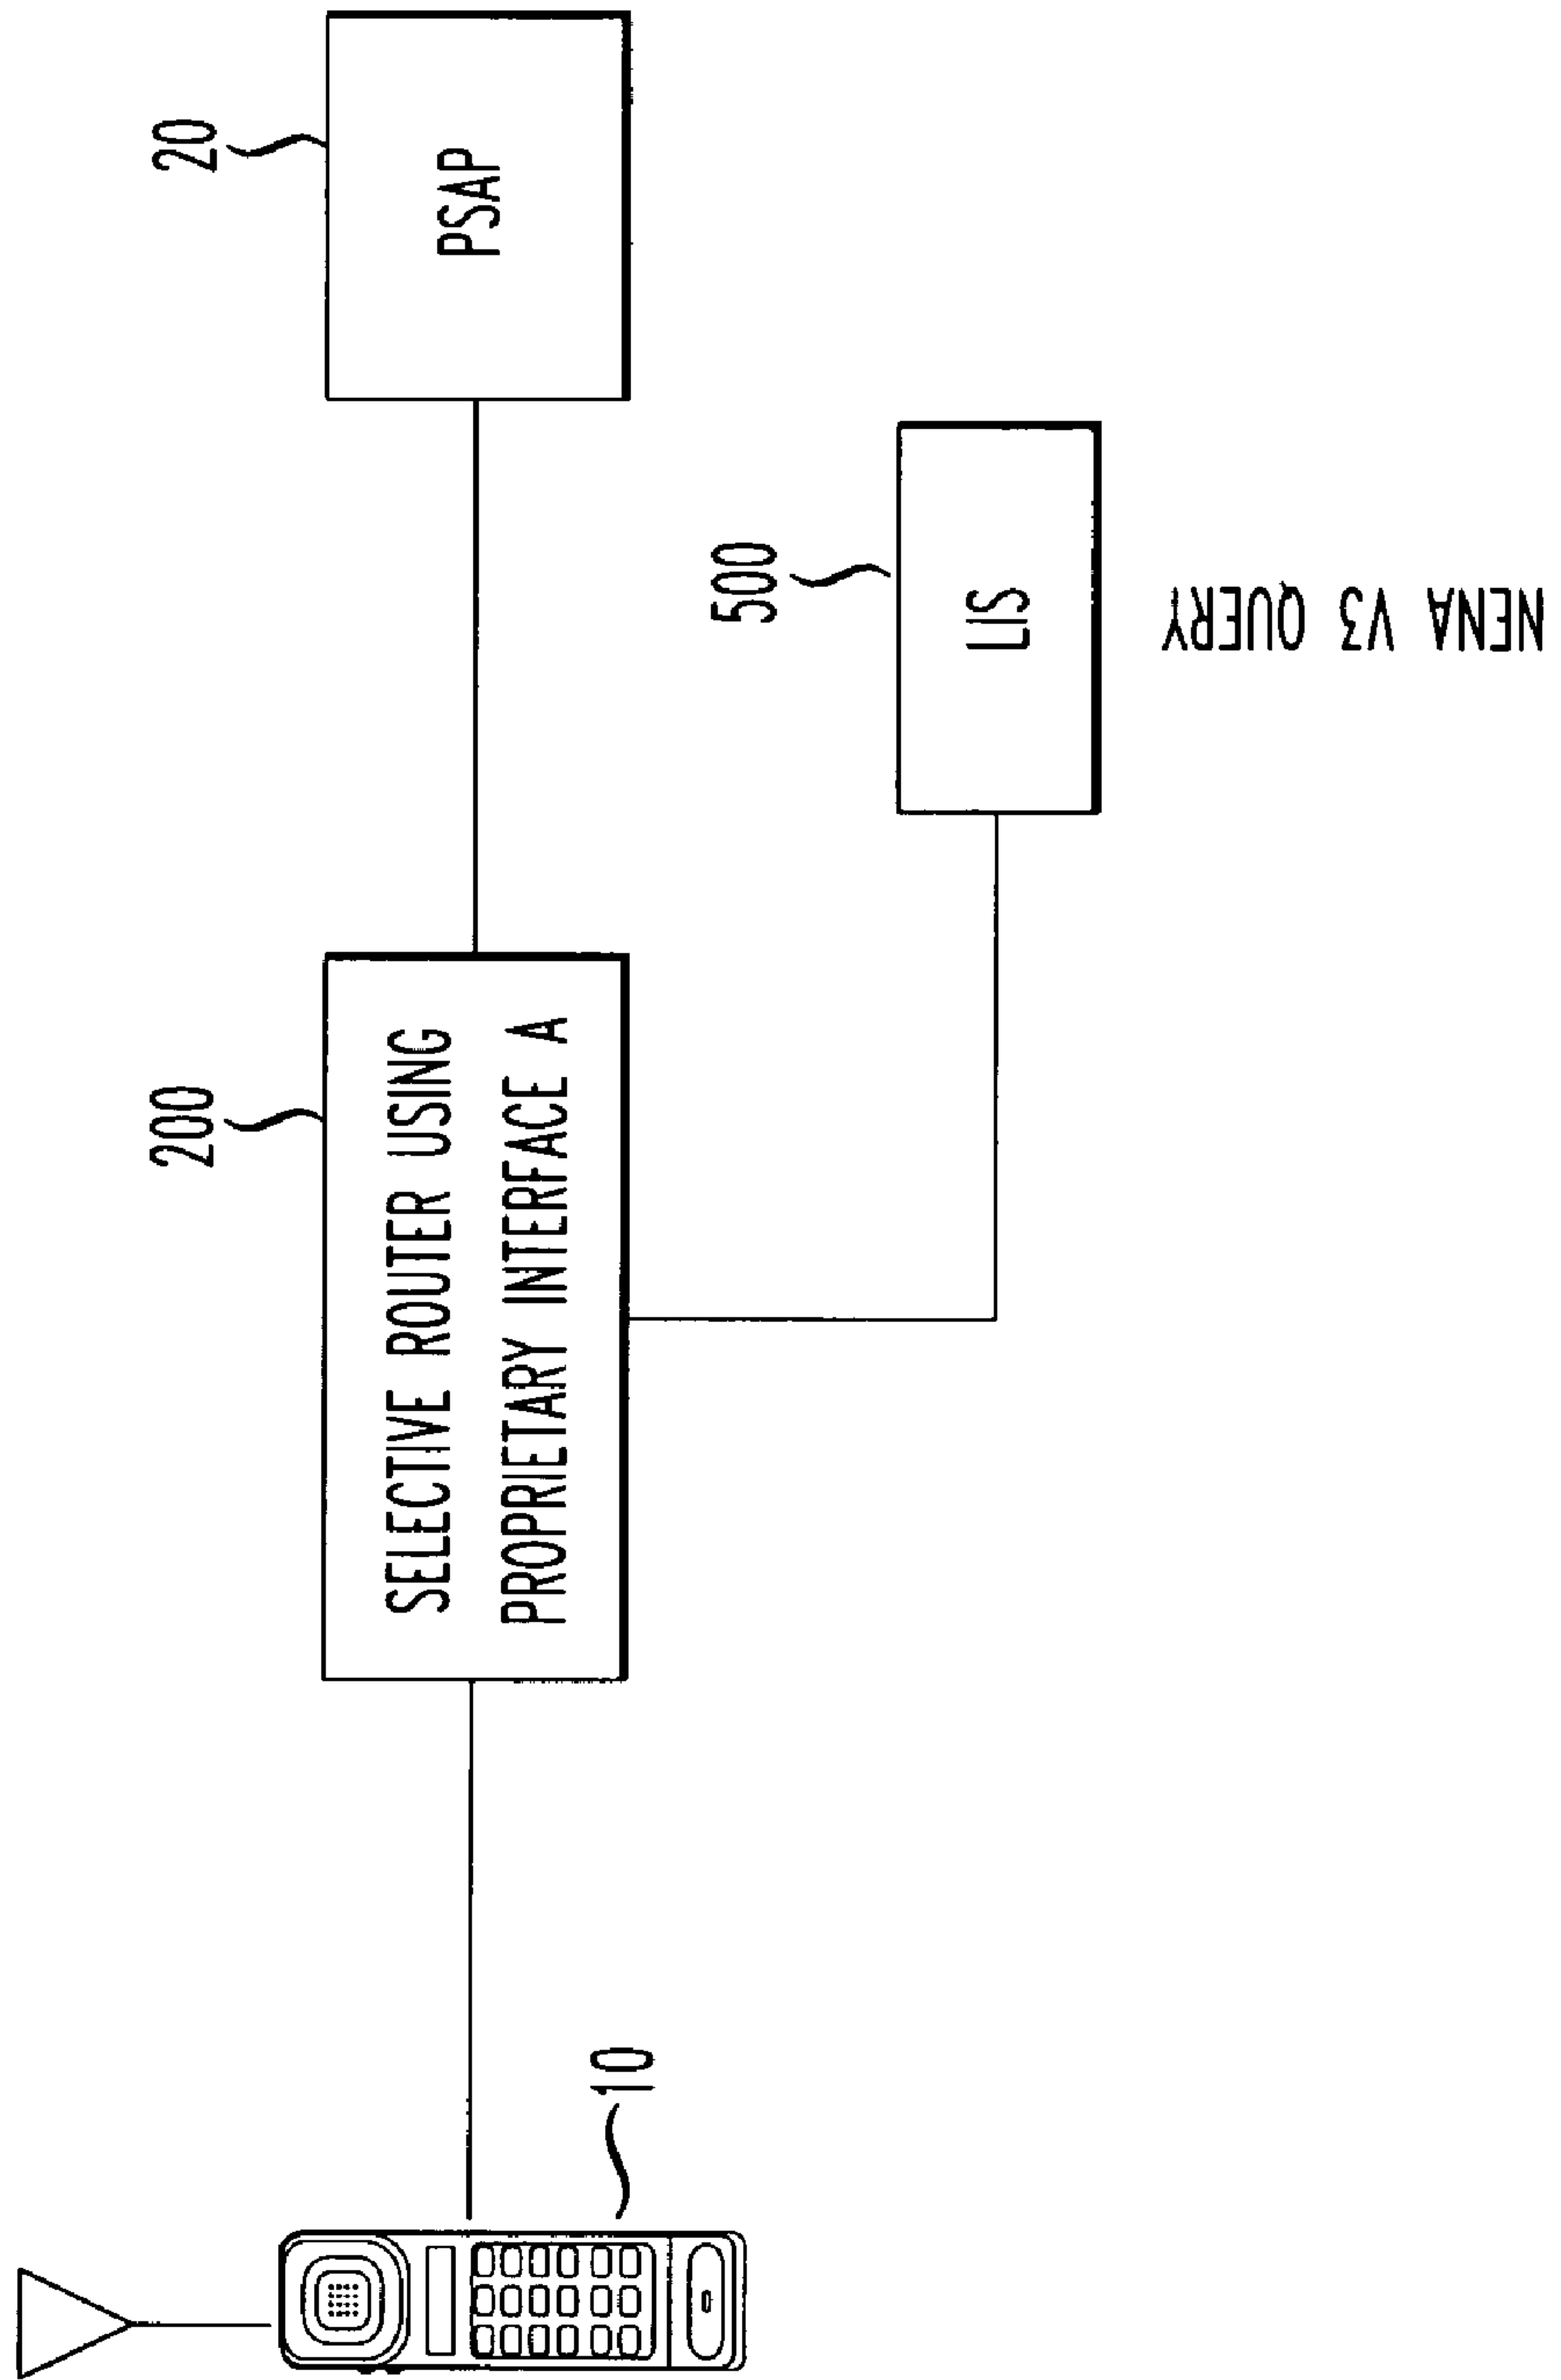 20
PSAP
200
SELECTIVE ROUTER USING
PROPRIETARY INTERFACE A
500
LIS
NENA V3 QUERY
10